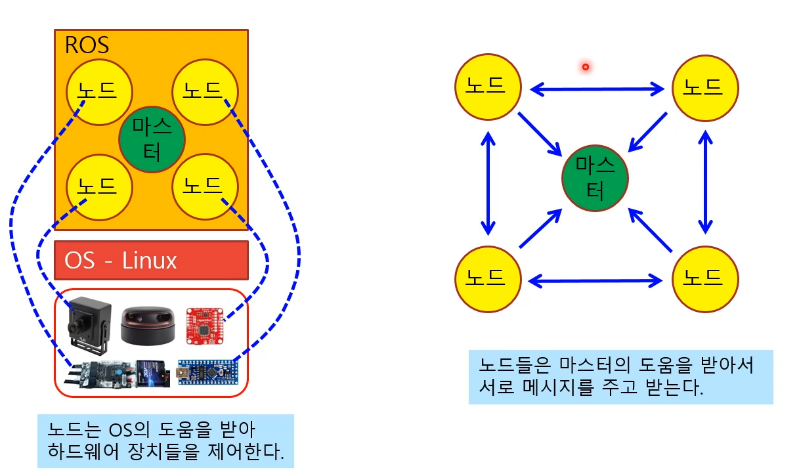 ROS
노드
노드
마스
터
노드
노드
OS - Linux
노드는 OS의 도움을 받아
하드웨어 장치들을 제어한다.
노드
노드
마스
터
노드
노드
노드들은 마스터의 도움을 받아서
서로 메시지를 주고 받는다.